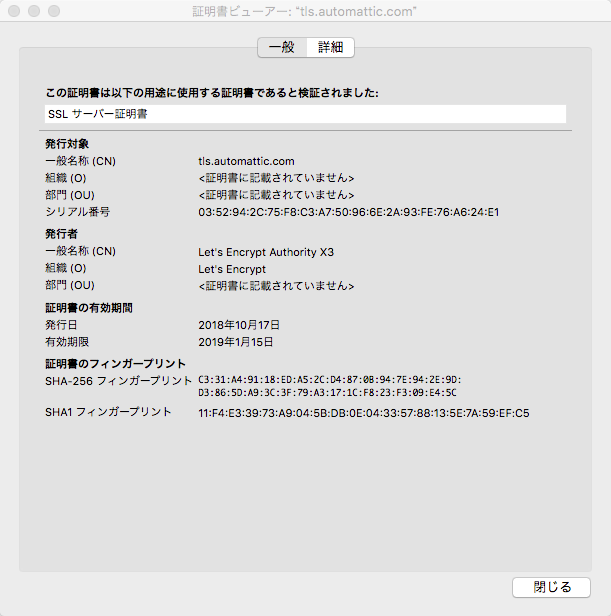 証明書ビューアー: “tls.automattic.com”
一般 詳細
この証明書は以下の用途に使用する証明書であると検証されました:
SSL サーバー証明書
発行対象
一般名称 (CN) tls.automattic.com
組織 (O) <証明書に記載されていません>
部門 (OU) <証明書に記載されていません>
シリアル番号 03:52:94:2C:75:F8:C3:A7:50:96:6E:2A:93:FE:76:A6:24:E1
発行者
一般名称 (CN) Let's Encrypt Authority X3
組織 (O) Let's Encrypt
部門 (OU) <証明書に記載されていません>
証明書の有効期間
発行日 2018年10月17日
有効期限 2019年1月15日
証明書のフィンガープリント
SHA-256 フィンガープリント C3:31:A4:91:18:ED:A5:2C:D4:87:0B:94:7E:94:2E:9D:
D3:86:5D:A9:3C:3F:79:A3:17:1C:F8:23:F3:09:E4:5C
SHA1 フィンガープリント 11:F4:E3:39:73:A9:04:5B:DB:0E:04:33:57:88:13:5E:7A:59:EF:C5
閉じる